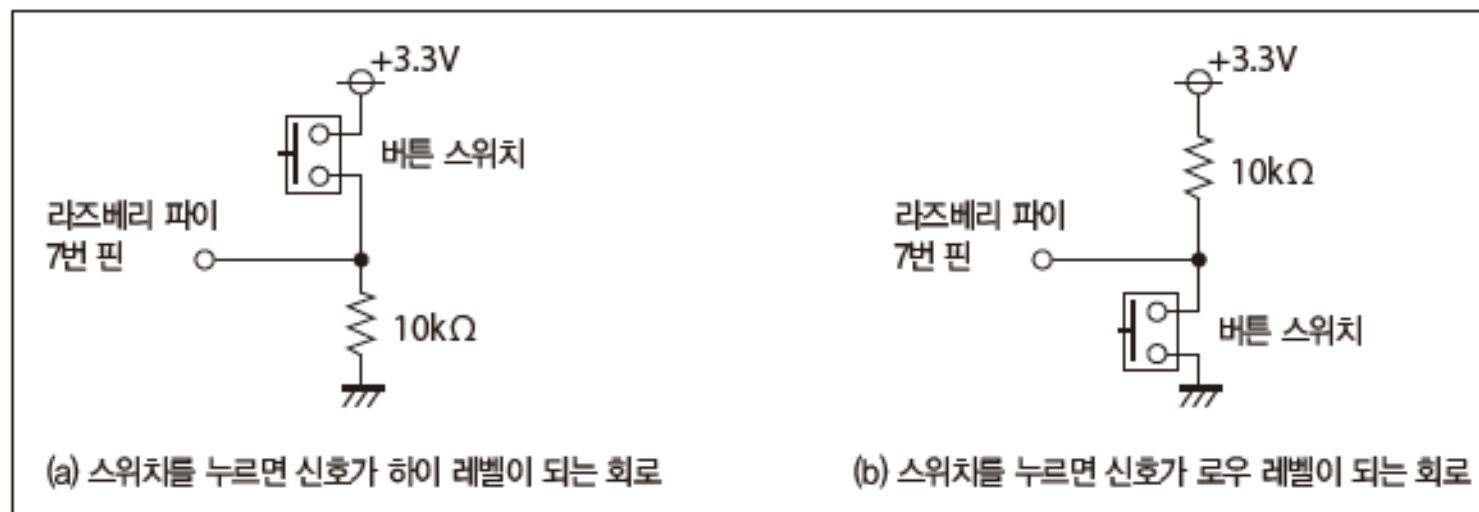 +3.3V
버튼 스위치
라즈베리 파이
7번 핀
10kΩ
(a) 스위치를 누르면 신호가 하이 레벨이 되는 회로
+3.3V
10kΩ
라즈베리 파이
7번 핀
버튼 스위치
(b) 스위치를 누르면 신호가 로우 레벨이 되는 회로